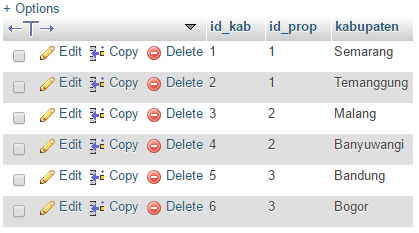 + Options
←T→ id_kab id_prop kabupaten
Edit Copy Delete 1 1 Semarang
Edit Copy Delete 2 1 Temanggung
Edit Copy Delete 3 2 Malang
Edit Copy Delete 4 2 Banyuwangi
Edit Copy Delete 5 3 Bandung
Edit Copy Delete 6 3 Bogor